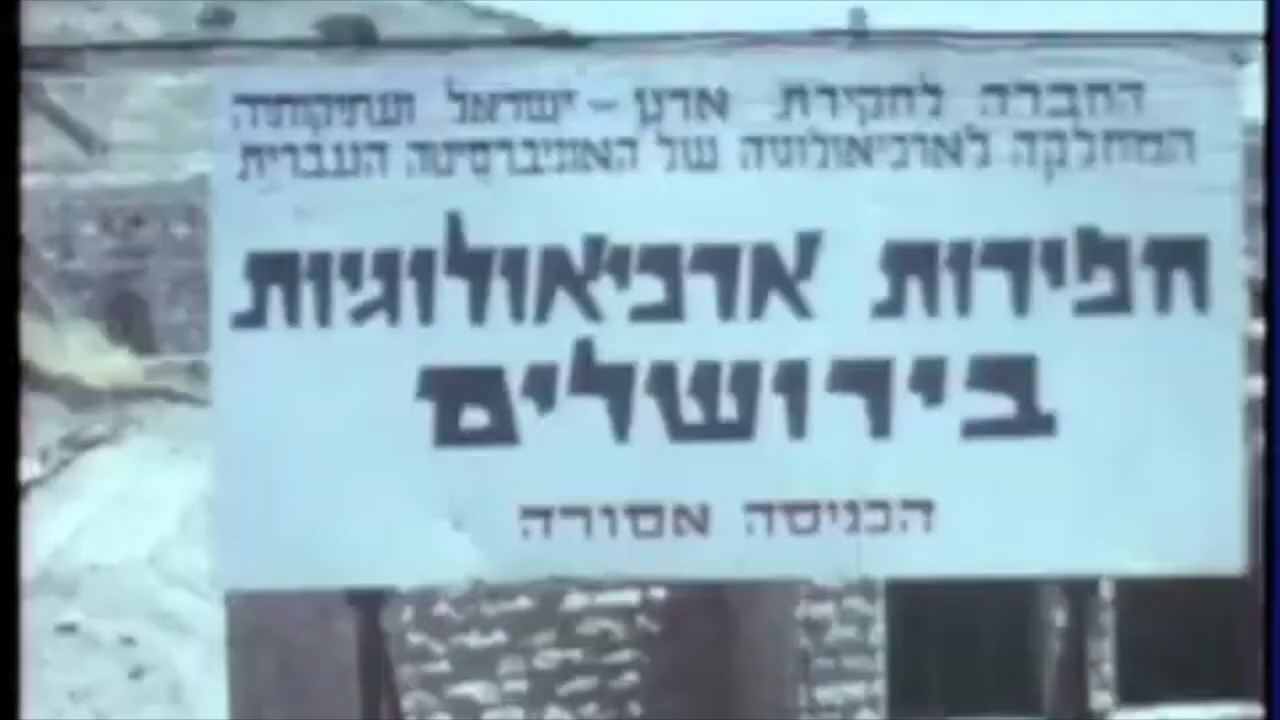 החברה לחקירת ארץ - ישראל ועתיקותיה
המחלקה לארכיאולוגיה של האוניברסיטה העברית
חפירות ארכיאולוגיות
בירושלים
הכניסה אסורה